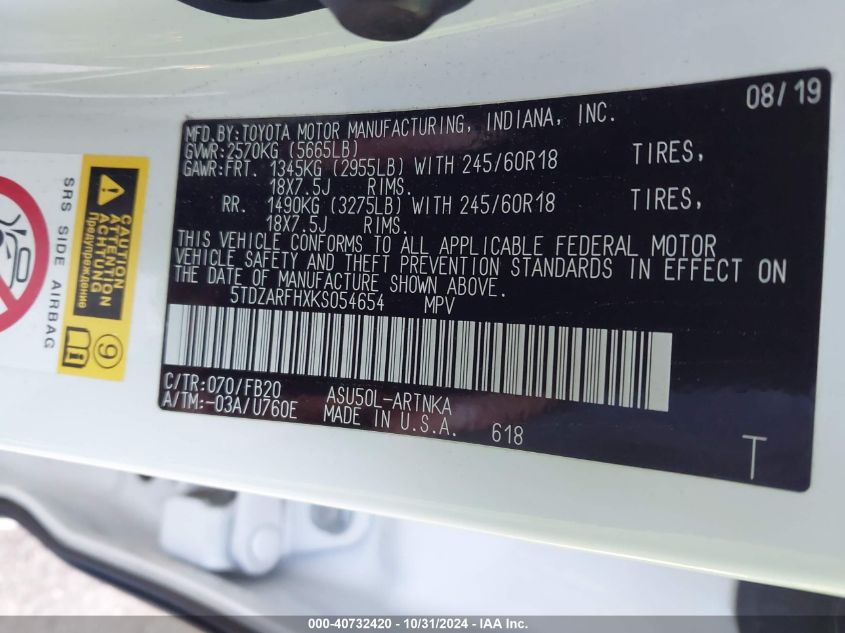 08/19
MFD.BY:TOYOTA MOTOR MANUFACTURING, INDIANA, INC.
GVWR:2570KG (5665LB)
GAWR:FRT. 1345KG (2955LB) WITH 245/60R18 TIRES,
18X7.5J RIMS.
RR. 1490KG (3275LB) WITH 245/60R18 TIRES,
18X7.5J RIMS.
THIS VEHICLE CONFORMS TO ALL APPLICABLE FEDERAL MOTOR
VEHICLE SAFETY AND THEFT PREVENTION STANDARDS IN EFFECT ON
THE DATE OF MANUFACTURE SHOWN ABOVE.
5TDZARFHXKS054654 MPV
C/TR:070/FB20 ASU50L-ARTNKA
A/TM:-03A/U760E MADE IN U.S.A. 618
T
SRS SIDE AIRBAG
CAUTION
ATTENTION
ACHTUNG
Предупреждение
9
000-40732420 • 10/31/2024 - IAA Inc.